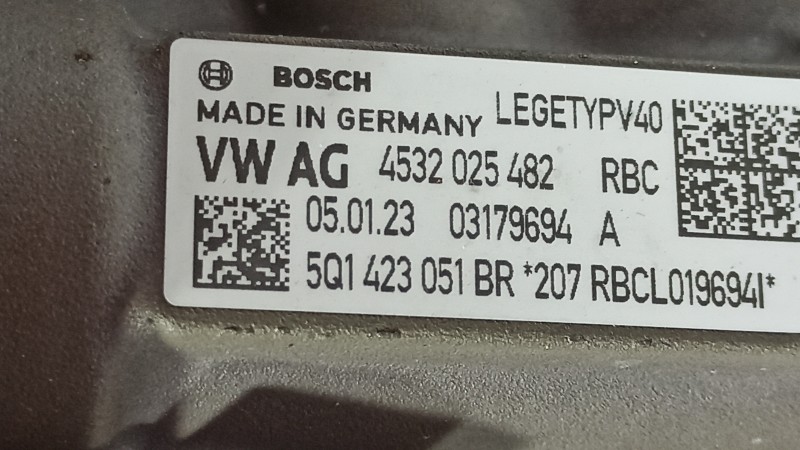 BOSCH
LEGETYPV40
MADE IN GERMANY
VW AG 4532 025 482 RBC
05.01.23 03179694 A
5Q1 423 051 BR *207 RBCL019694I*